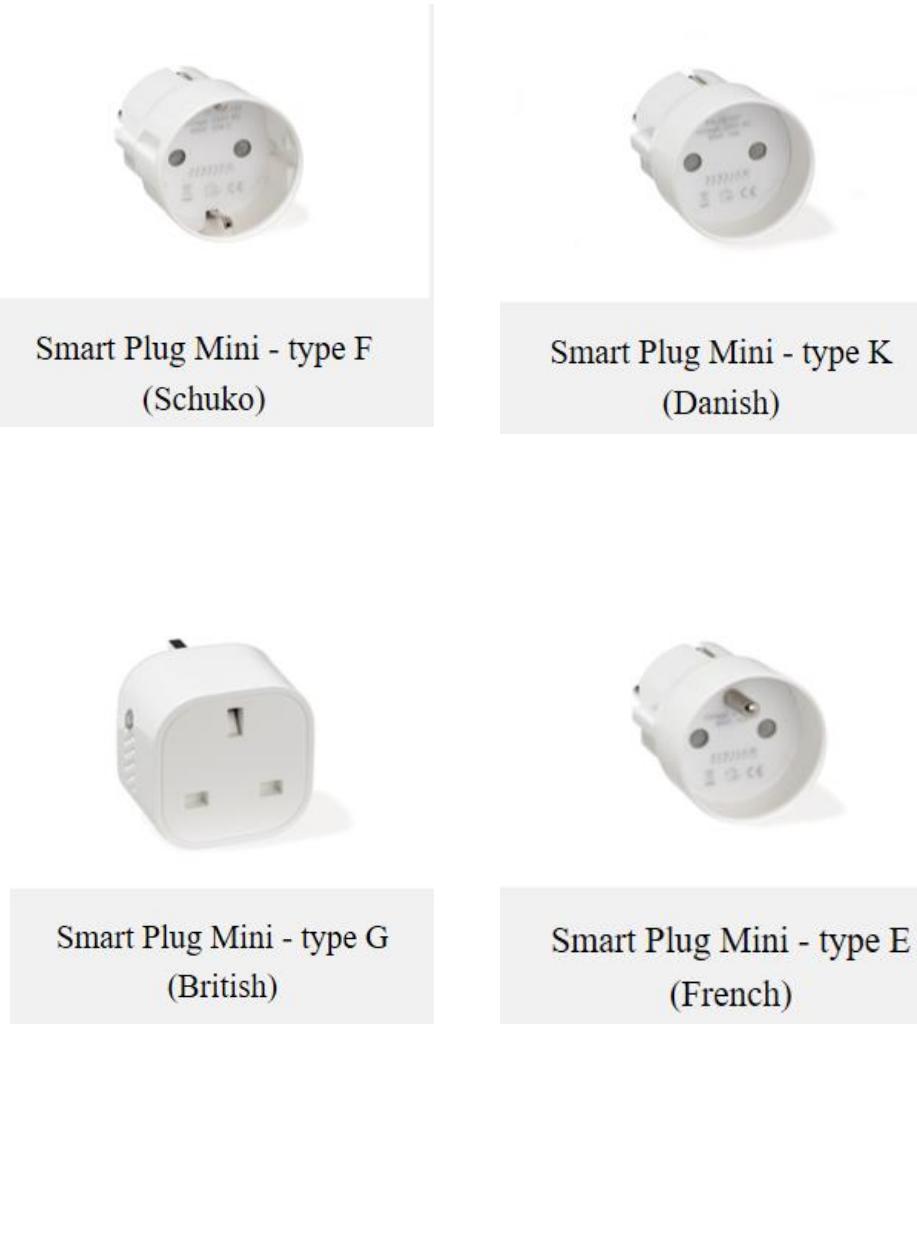 Smart Plug Mini - type F
(Schuko)
Smart Plug Mini - type K
(Danish)
Smart Plug Mini - type G
(British)
Smart Plug Mini - type E
(French)